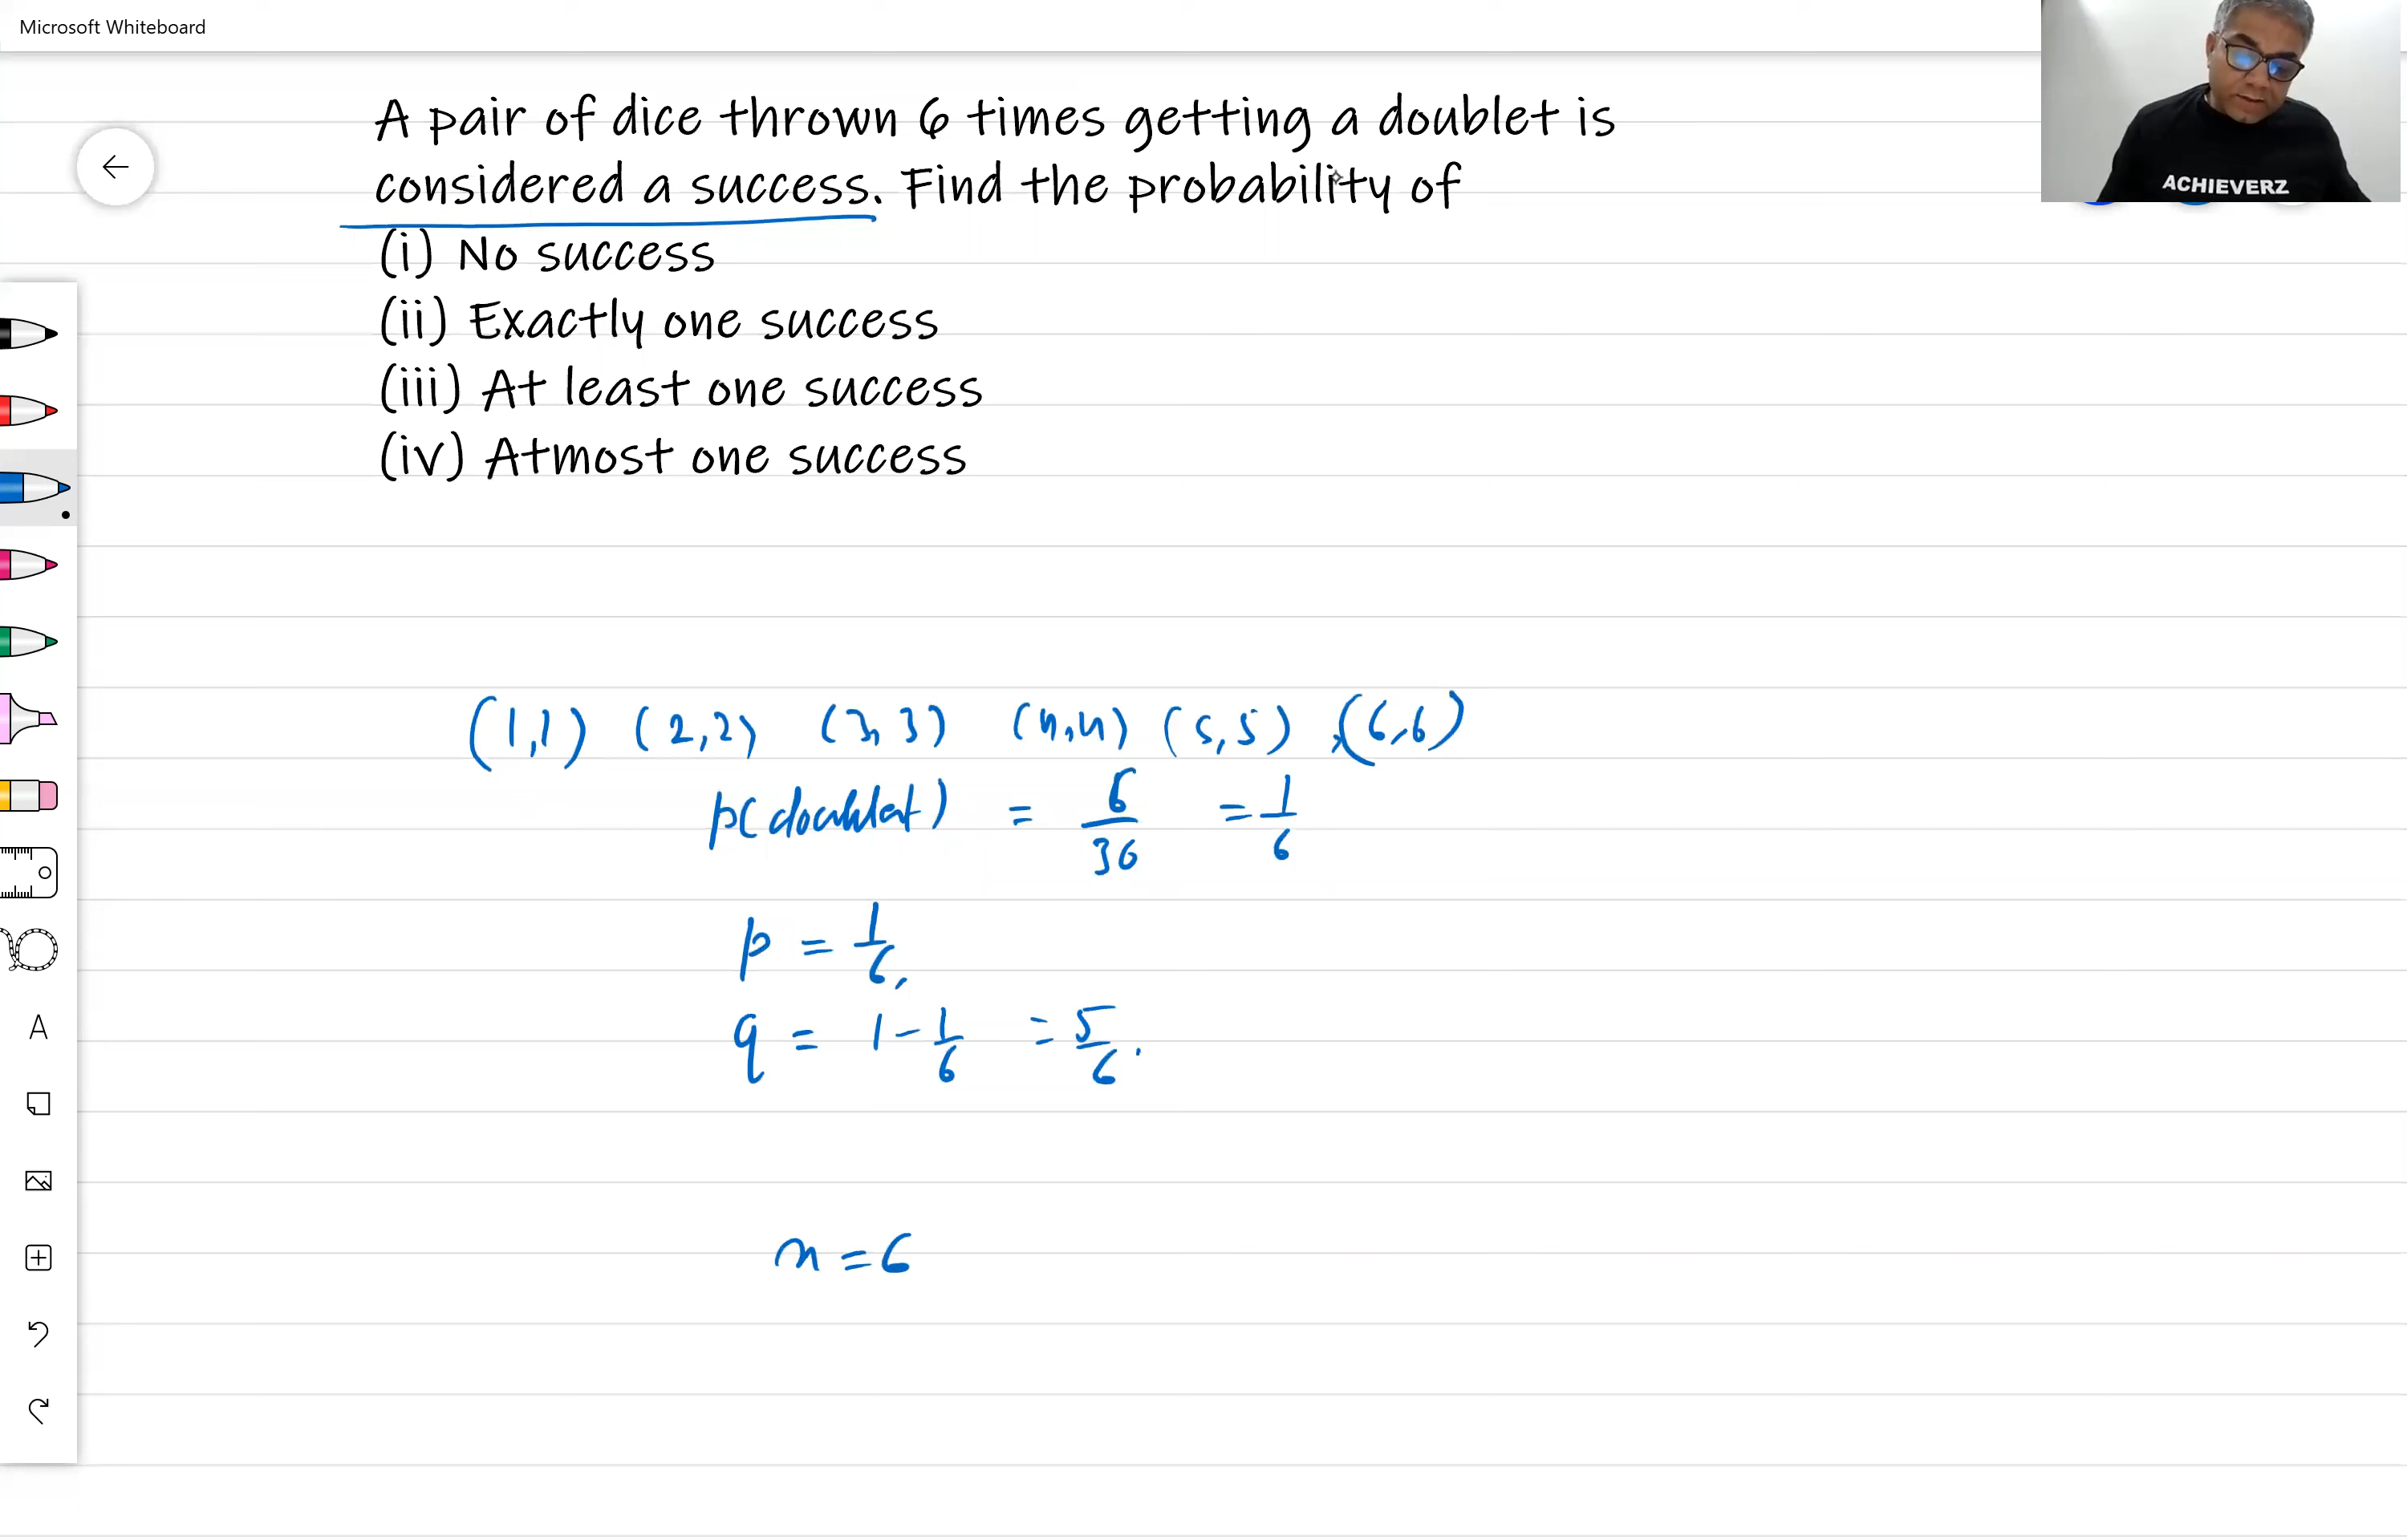 Microsoft Whiteboard
ACHIEVERZ
A pair of dice thrown 6 times getting a doublet is
considered a success. Find the probability of
(i) No success
(ii) Exactly one success
(iii) At least one success
(iv) Atmost one success
(1,1) (2,2) (3,3) (4,4) (5,5), (6,6)
p(doublet) = 6/36 = 1/6
p = 1/6,
q = 1 - 1/6 = 5/6.
n = 6
A